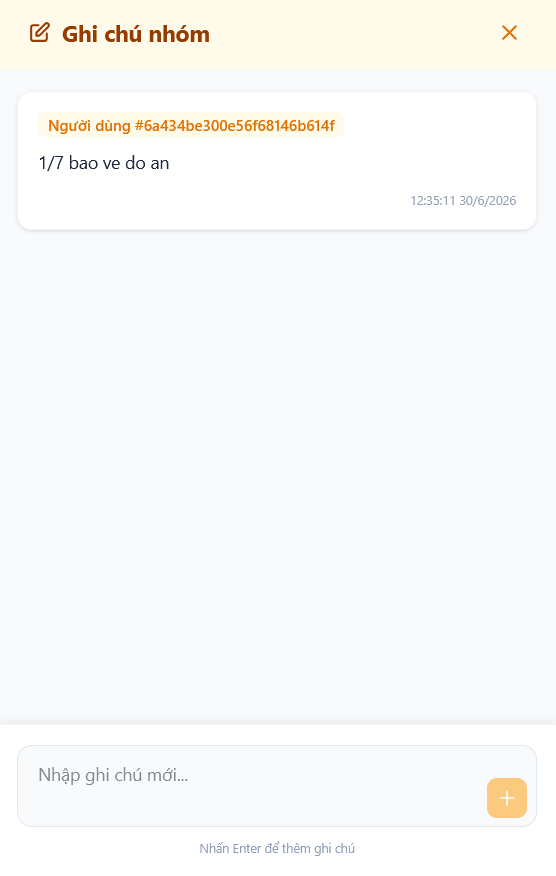 Ghi chú nhóm
Người dùng #6a434be300e56f68146b614f
1/7 bao ve do an
12:35:11 30/6/2026
Nhập ghi chú mới...
Nhấn Enter để thêm ghi chú